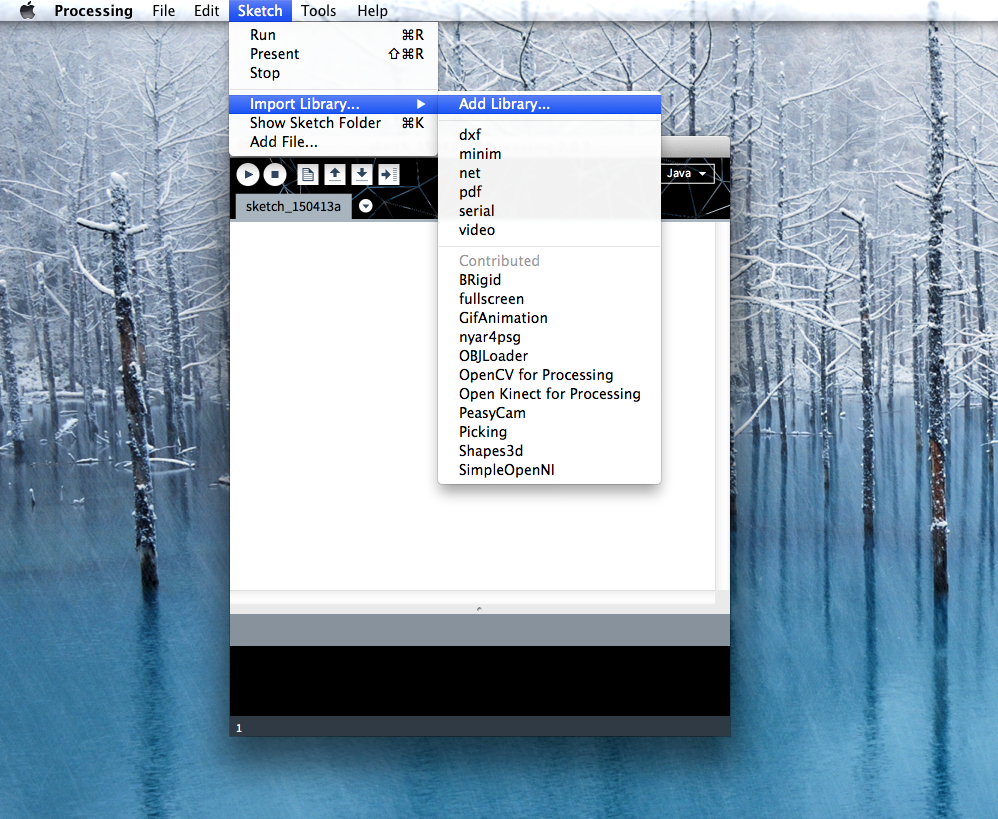 Processing File Edit Sketch Tools Help
Run ⌘R
Present ⇧⌘R
Stop
Import Library... ▶
Show Sketch Folder ⌘K
Add File...
Add Library...
dxf
minim
net
pdf
serial
video
Contributed
BRigid
fullscreen
GifAnimation
nyar4psg
OBJLoader
OpenCV for Processing
Open Kinect for Processing
PeasyCam
Picking
Shapes3d
SimpleOpenNI
Java
sketch_150413a
1